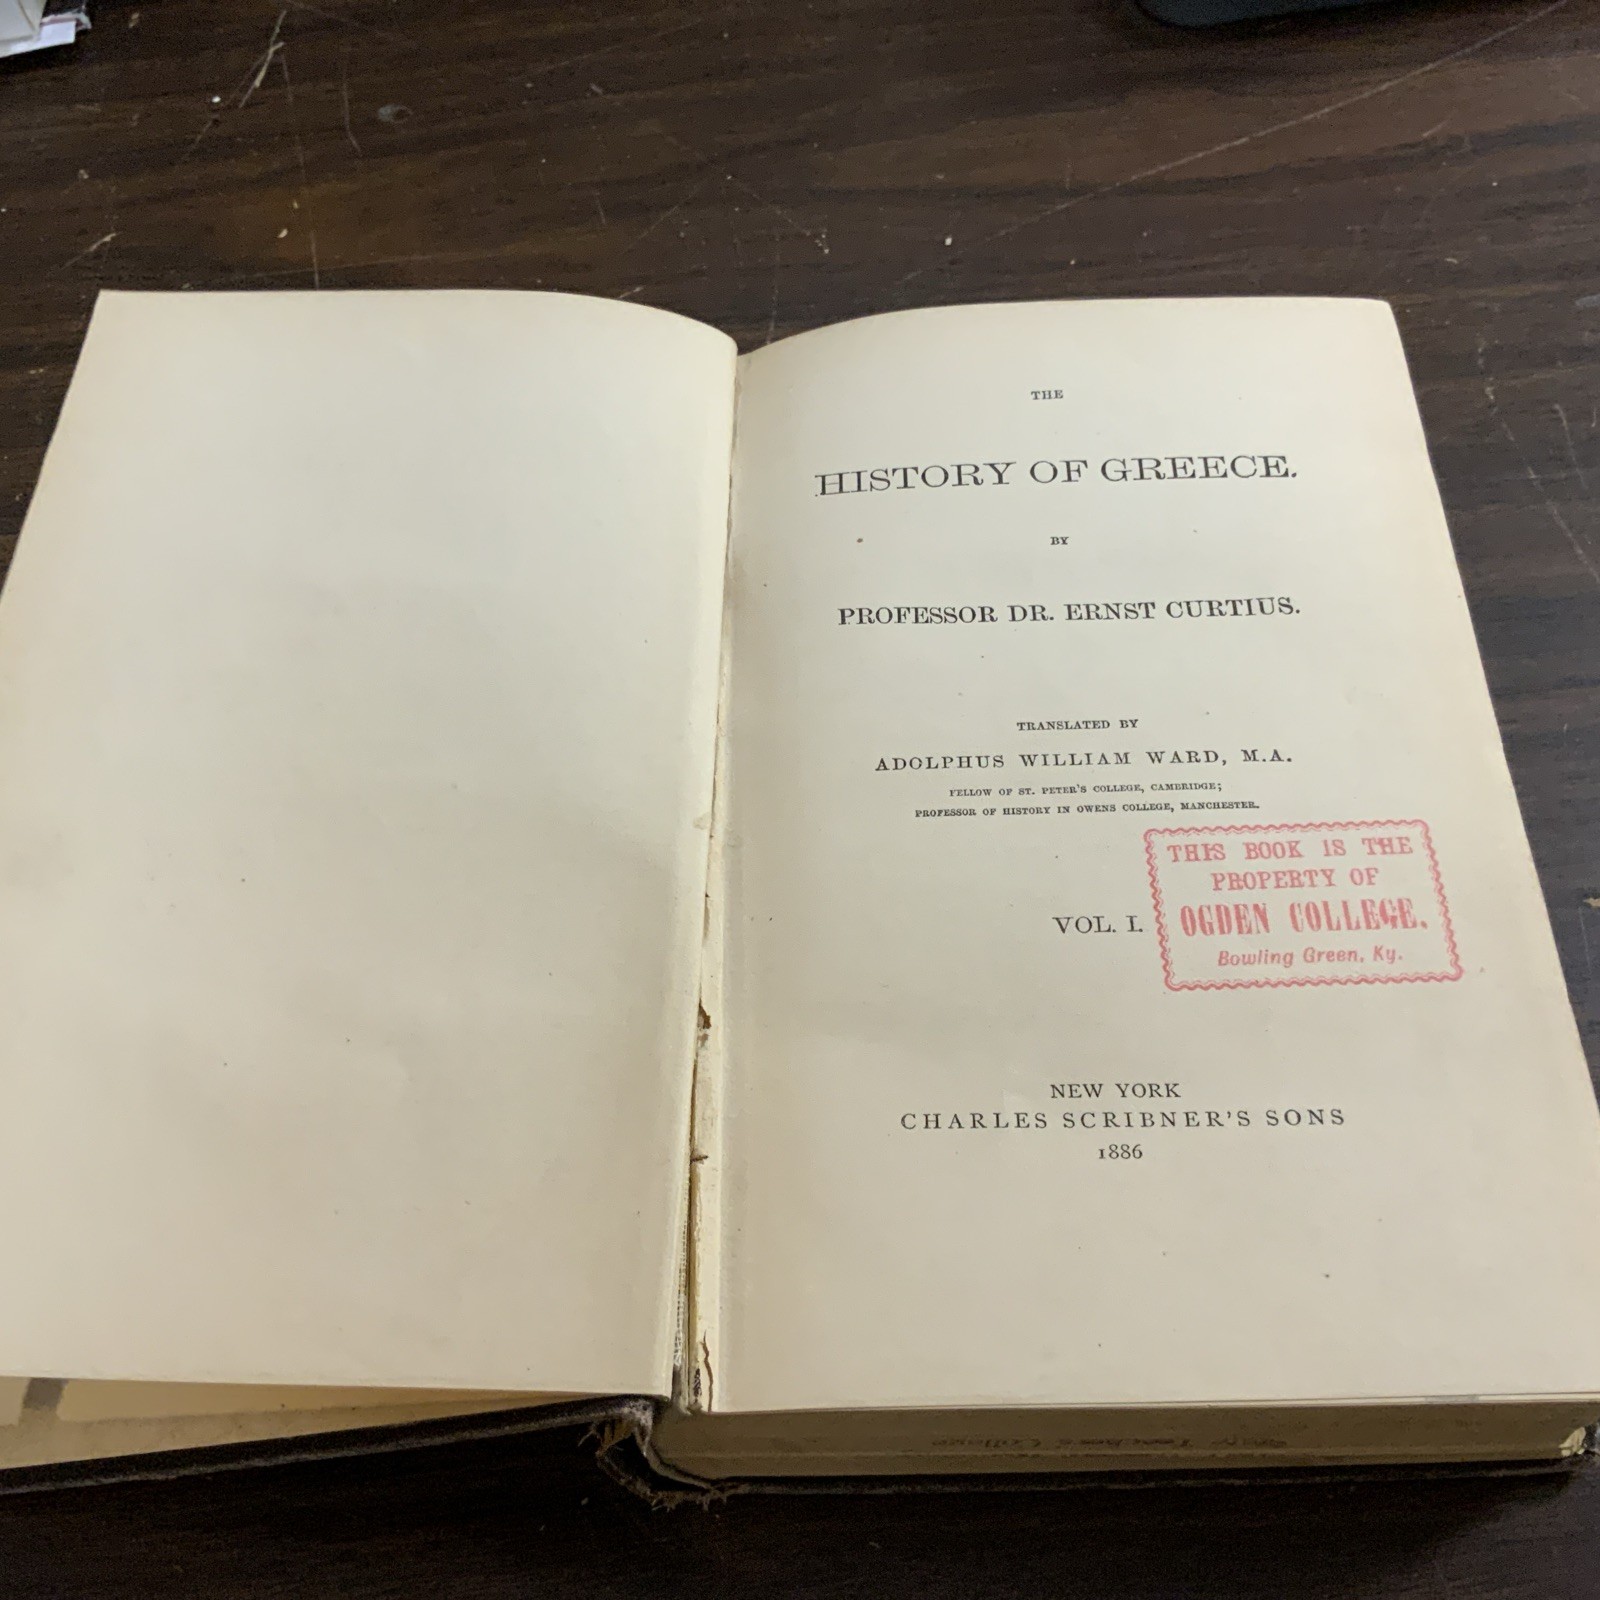 THE
HISTORY OF GREECE.
BY
PROFESSOR DR. ERNST CURTIUS.
TRANSLATED BY
ADOLPHUS WILLIAM WARD, M.A.
FELLOW OF ST. PETER'S COLLEGE, CAMBRIDGE;
PROFESSOR OF HISTORY IN OWENS COLLEGE, MANCHESTER.
VOL. I.
THIS BOOK IS THE
PROPERTY OF
OGDEN COLLEGE.
Bowling Green, Ky.
NEW YORK
CHARLES SCRIBNER'S SONS
1886